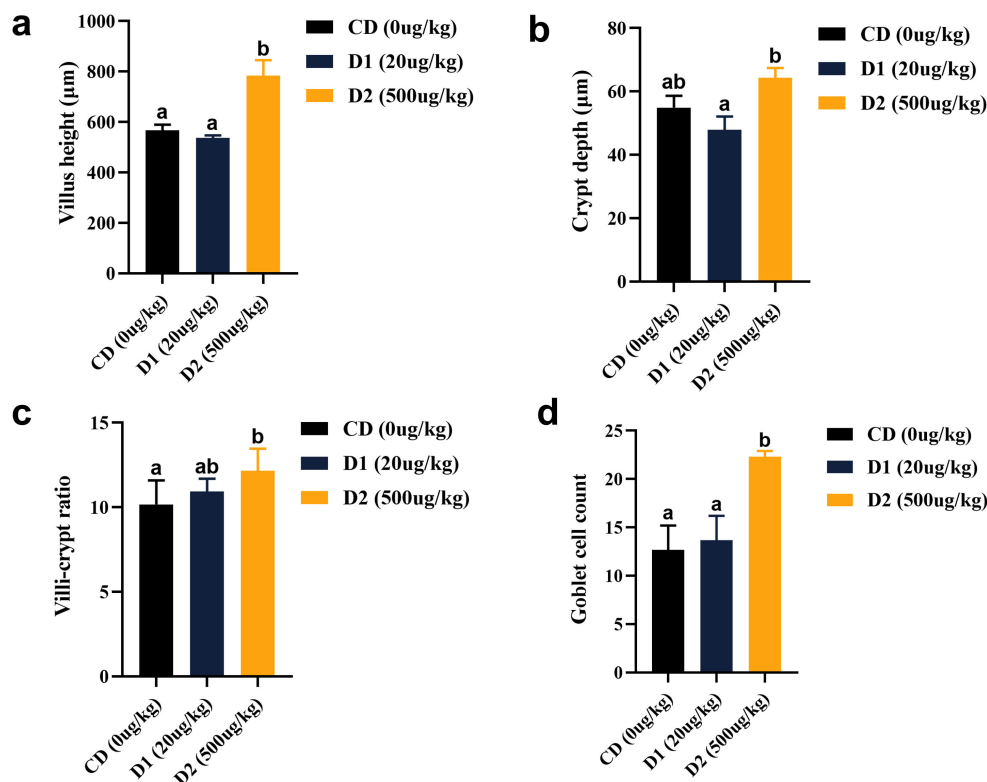 a
Villus height (μm)
1000
800
600
400
200
0
a
a
b
CD (0ug/kg)
D1 (20ug/kg)
D2 (500ug/kg)
CD (0ug/kg)
D1 (20ug/kg)
D2 (500ug/kg)
b
Crypt depth (μm)
80
60
40
20
0
ab
a
b
CD (0ug/kg)
D1 (20ug/kg)
D2 (500ug/kg)
CD (0ug/kg)
D1 (20ug/kg)
D2 (500ug/kg)
c
Villi-crypt ratio
15
10
5
0
a
ab
b
CD (0ug/kg)
D1 (20ug/kg)
D2 (500ug/kg)
CD (0ug/kg)
D1 (20ug/kg)
D2 (500ug/kg)
d
Goblet cell count
25
20
15
10
5
0
a
a
b
CD (0ug/kg)
D1 (20ug/kg)
D2 (500ug/kg)
CD (0ug/kg)
D1 (20ug/kg)
D2 (500ug/kg)